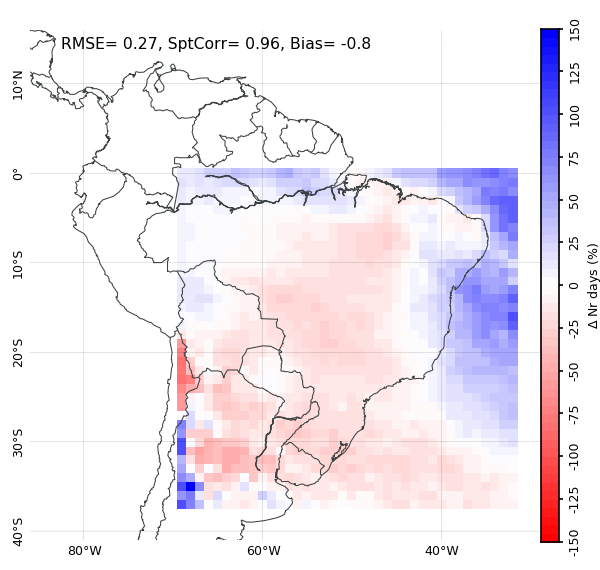 RMSE= 0.27, SptCorr= 0.96, Bias= -0.8
10°N
0°
10°S
20°S
30°S
40°S
80°W
60°W
40°W
150
125
100
75
50
25
0
-25
-50
-75
-100
-125
-150
Δ Nr days (%)